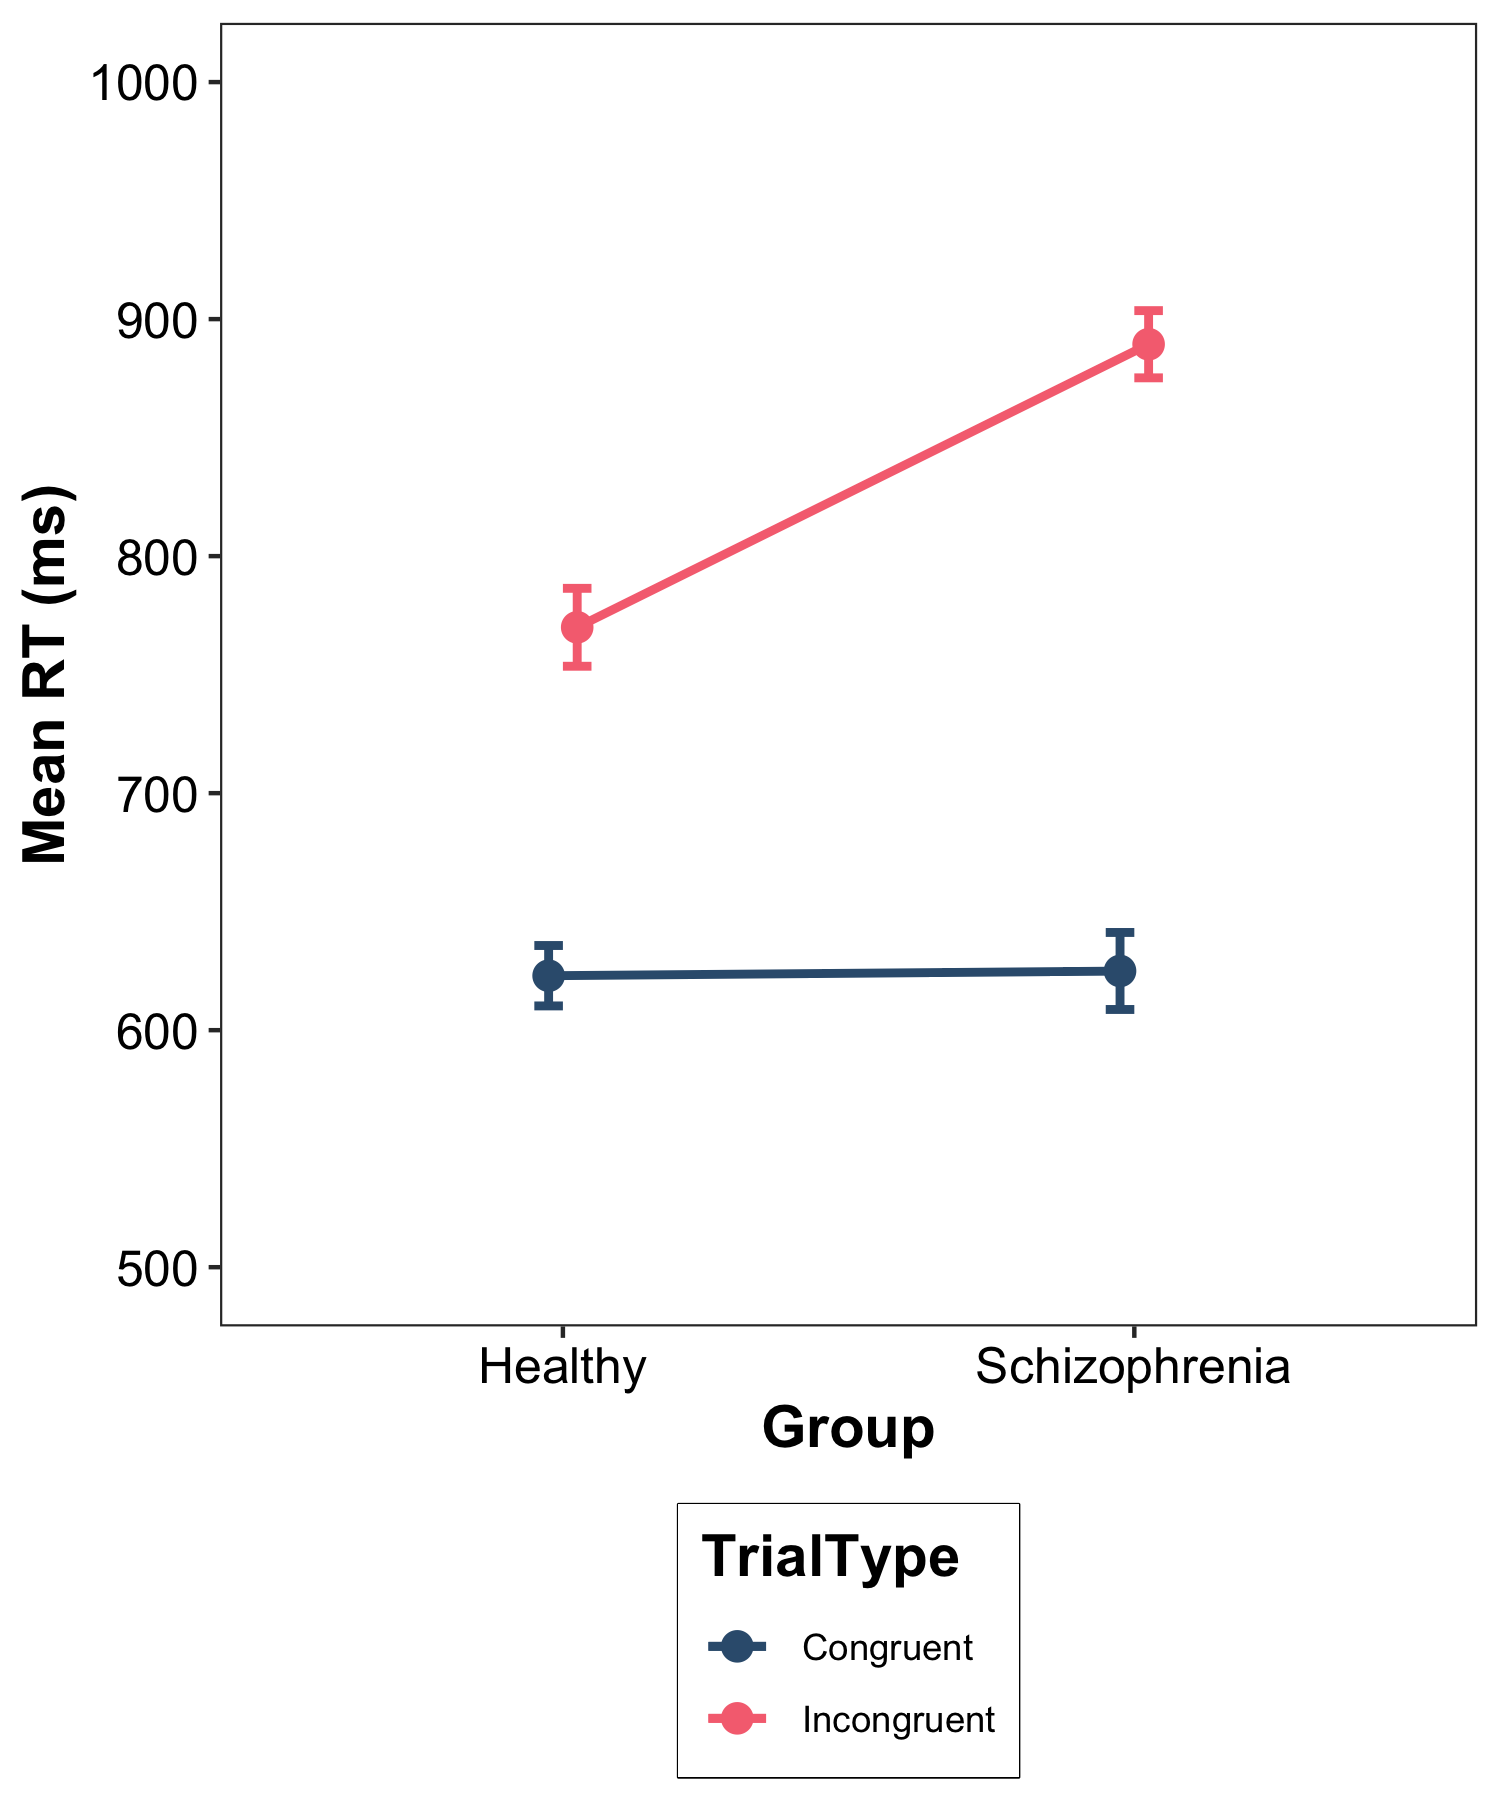 1000
900
800
700
600
500
Mean RT (ms)
Healthy Schizophrenia
Group
TrialType
Congruent
Incongruent